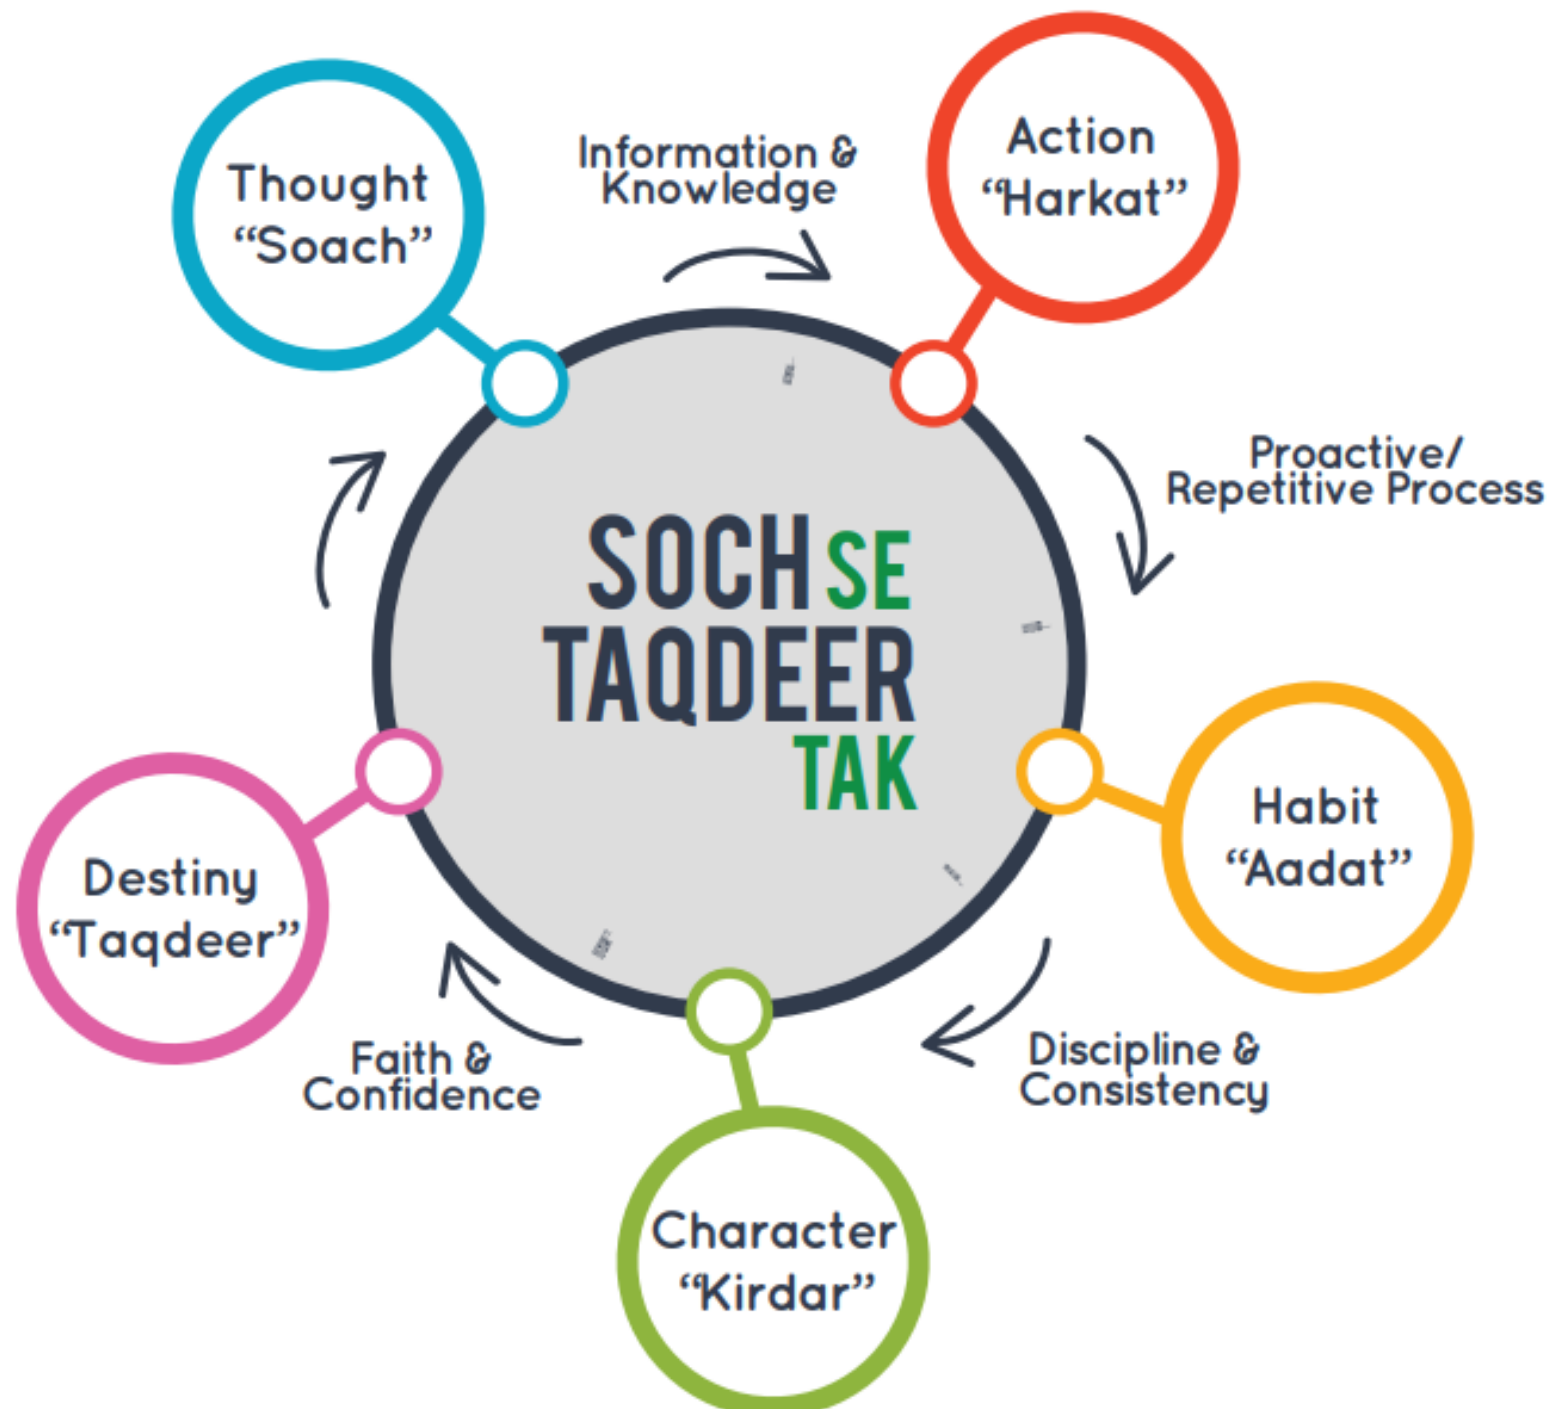 Thought
“Soach”
Information &
Knowledge
Action
“Harkat”
Proactive/
Repetitive Process
SOCH SE
TAQDEER
TAK
Habit
“Aadat”
Destiny
“Taqdeer”
Discipline &
Consistency
Faith &
Confidence
Character
“Kirdar”